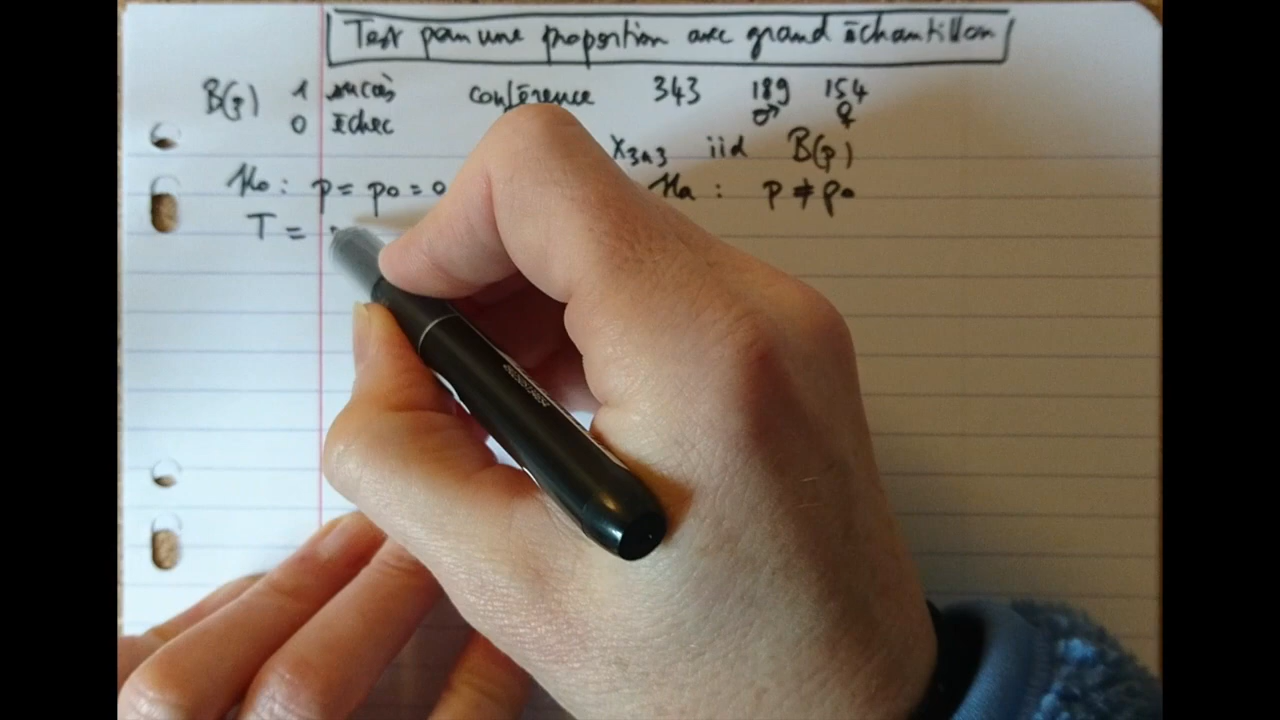 Test pour une proportion avec grand échantillon
B(p) 1 succès conférence 343 189 154
0 échec ♂ ♀
X343 iid B(p)
H0 : p = p0 = 0 Ha : p ≠ p0
T =